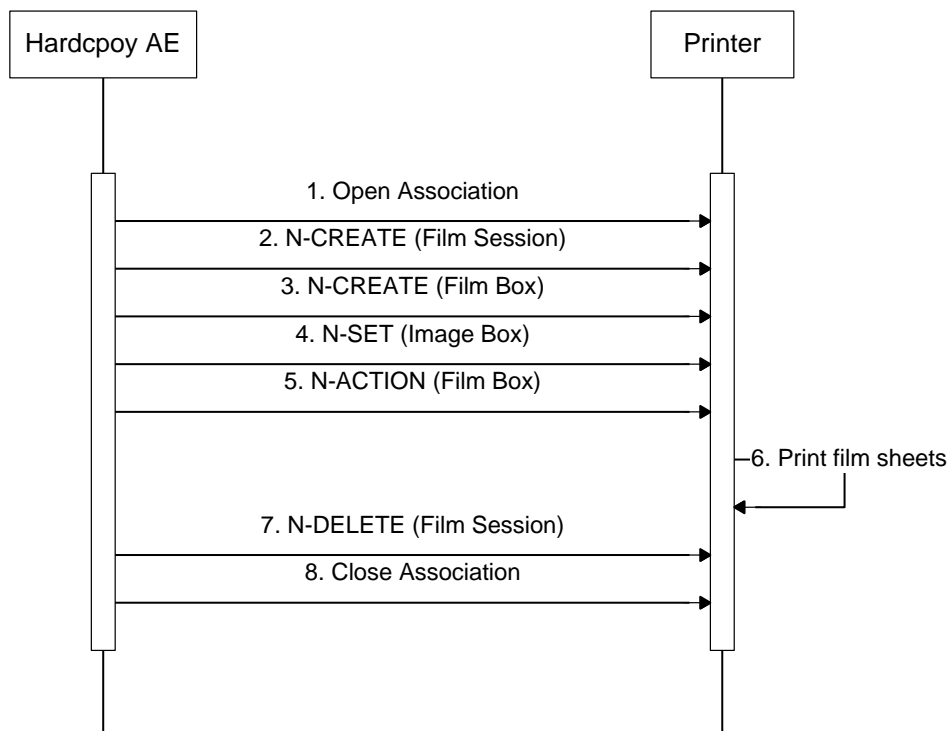 Hardcpoy AE
Printer
1. Open Association
2. N-CREATE (Film Session)
3. N-CREATE (Film Box)
4. N-SET (Image Box)
5. N-ACTION (Film Box)
6. Print film sheets
7. N-DELETE (Film Session)
8. Close Association